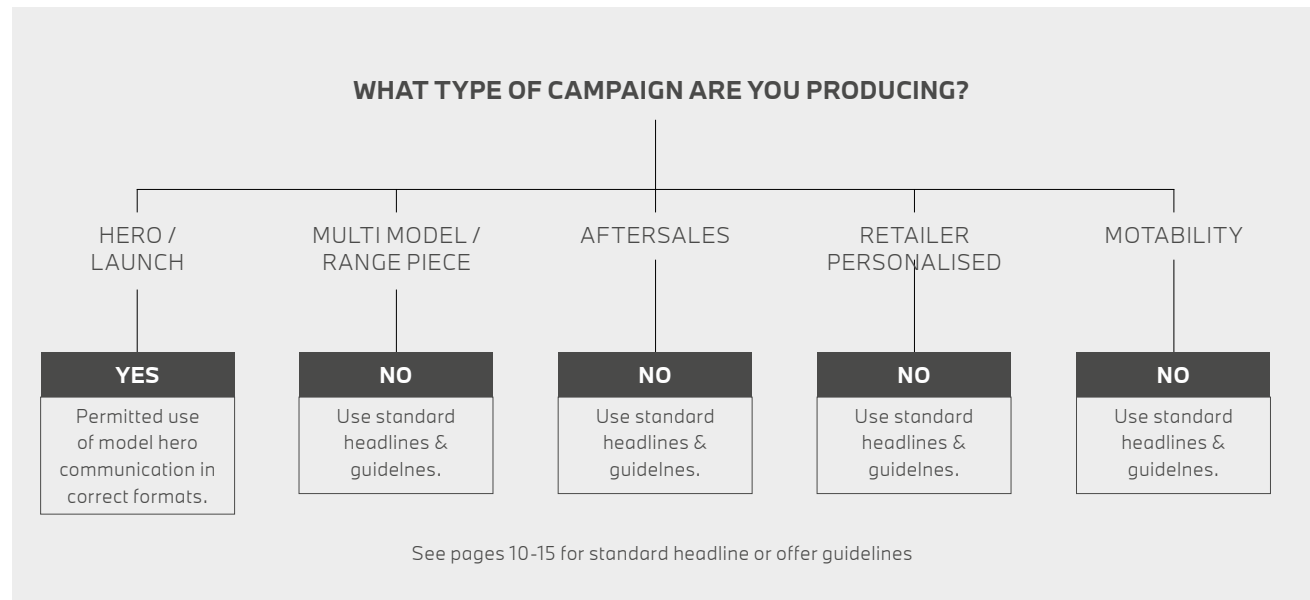 WHAT TYPE OF CAMPAIGN ARE YOU PRODUCING?
HERO /
LAUNCH
MULTI MODEL /
RANGE PIECE
AFTERSALES
RETAILER
PERSONALISED
MOTABILITY
YES
Permitted use
of model hero
communication in
correct formats.
NO
Use standard
headlines &
guidelnes.
NO
Use standard
headlines &
guidelnes.
NO
Use standard
headlines &
guidelnes.
NO
Use standard
headlines &
guidelnes.
See pages 10-15 for standard headline or offer guidelines